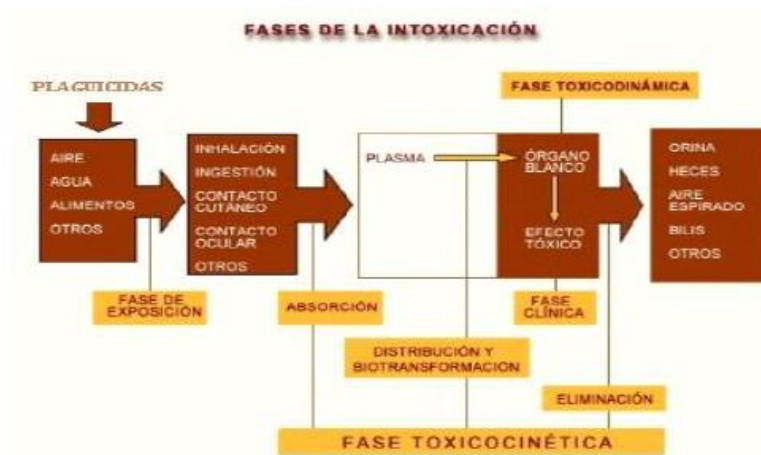 FASES DE LA INTOXICACIÓN
PLAGUICIDAS
AIRE
AGUA
ALIMENTOS
OTROS
FASE DE
EXPOSICIÓN
INHALACIÓN
INGESTIÓN
CONTACTO
CUTÁNEO
CONTACTO
OCULAR
OTROS
ABSORCIÓN
PLASMA
DISTRIBUCIÓN Y
BIOTRANSFORMACIÓN
FASE TOXICODINÁMICA
ÓRGANO
BLANCO
EFECTO
TÓXICO
FASE
CLÍNICA
ELIMINACIÓN
ORINA
HECES
AIRE
ESPIRADO
BILIS
OTROS
FASE TOXICOCINÉTICA